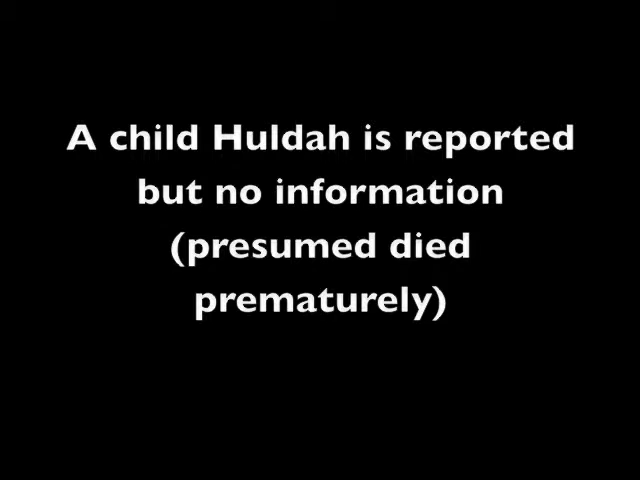 A child Huldah is reported
but no information
(presumed died
prematurely)